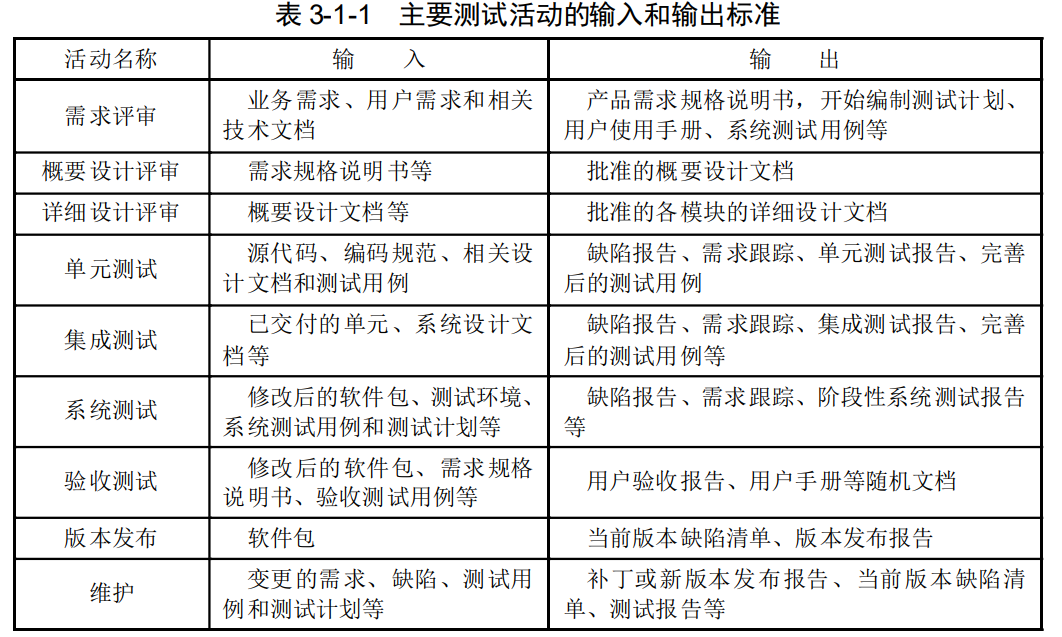 表 3-1-1 主要测试活动的输入和输出标准
活动名称 输 入 输 出
需求评审
业务需求、用户需求和相关
技术文档
产品需求规格说明书，开始编制测试计划、
用户使用手册、系统测试用例等
概要设计评审 需求规格说明书等 批准的概要设计文档
详细设计评审 概要设计文档等 批准的各模块的详细设计文档
单元测试
源代码、编码规范、相关设
计文档和测试用例
缺陷报告、需求跟踪、单元测试报告、完善
后的测试用例
集成测试
已交付的单元、系统设计文
档等
缺陷报告、需求跟踪、集成测试报告、完善
后的测试用例等
系统测试
修改后的软件包、测试环境、
系统测试用例和测试计划等
缺陷报告、需求跟踪、阶段性系统测试报告
等
验收测试
修改后的软件包、需求规格
说明书、验收测试用例等
用户验收报告、用户手册等随机文档
版本发布 软件包 当前版本缺陷清单、版本发布报告
维护
变更的需求、缺陷、测试用
例和测试计划等
补丁或新版本发布报告、当前版本缺陷清
单、测试报告等